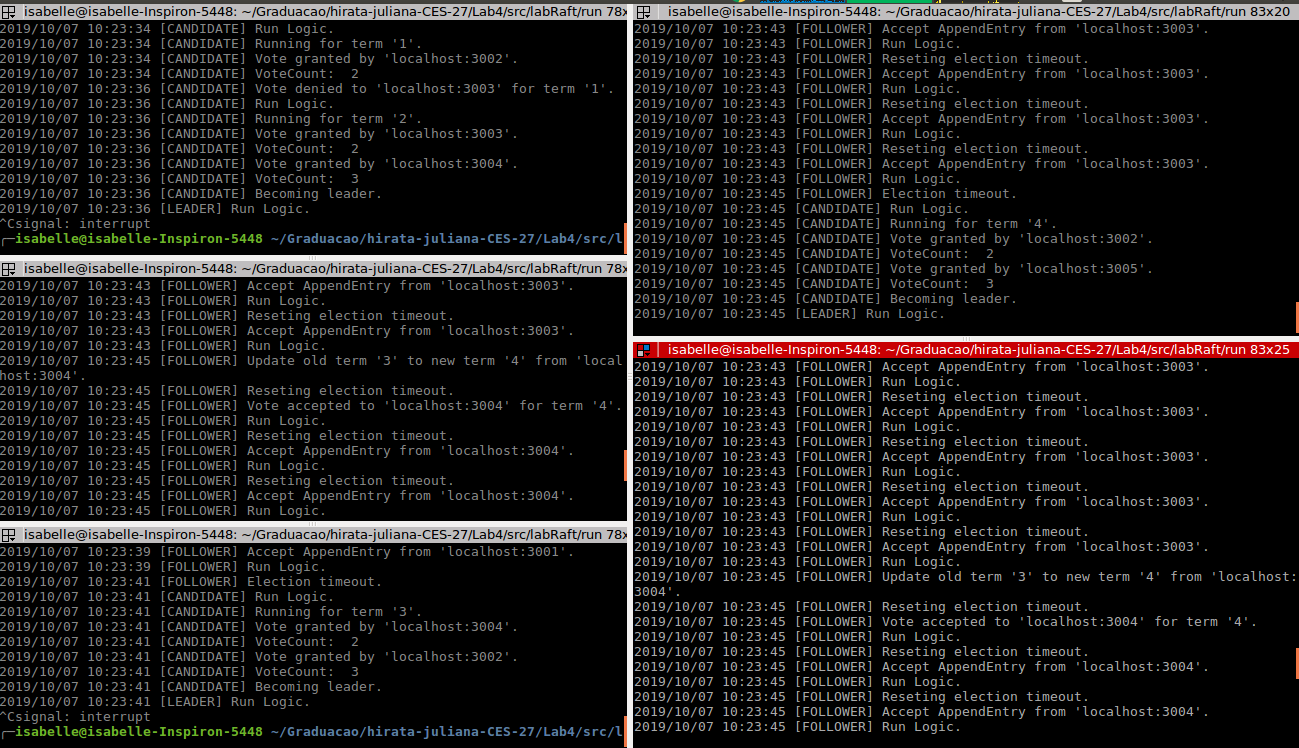 isabelle@isabelle-Inspiron-5448: ~/Graduacao/hirata-juliana-CES-27/Lab4/src/labRaft/run 78x
2019/10/07 10:23:34 [CANDIDATE] Run Logic.
2019/10/07 10:23:34 [CANDIDATE] Running for term '1'.
2019/10/07 10:23:34 [CANDIDATE] Vote granted by 'localhost:3002'.
2019/10/07 10:23:34 [CANDIDATE] VoteCount:  2
2019/10/07 10:23:36 [CANDIDATE] Vote denied to 'localhost:3003' for term '1'.
2019/10/07 10:23:36 [CANDIDATE] Run Logic.
2019/10/07 10:23:36 [CANDIDATE] Running for term '2'.
2019/10/07 10:23:36 [CANDIDATE] Vote granted by 'localhost:3003'.
2019/10/07 10:23:36 [CANDIDATE] VoteCount:  2
2019/10/07 10:23:36 [CANDIDATE] Vote granted by 'localhost:3004'.
2019/10/07 10:23:36 [CANDIDATE] VoteCount:  3
2019/10/07 10:23:36 [CANDIDATE] Becoming leader.
2019/10/07 10:23:36 [LEADER] Run Logic.
^Csignal: interrupt
╭─isabelle@isabelle-Inspiron-5448 ~/Graduacao/hirata-juliana-CES-27/Lab4/src/l
isabelle@isabelle-Inspiron-5448: ~/Graduacao/hirata-juliana-CES-27/Lab4/src/labRaft/run 78x
2019/10/07 10:23:43 [FOLLOWER] Accept AppendEntry from 'localhost:3003'.
2019/10/07 10:23:43 [FOLLOWER] Run Logic.
2019/10/07 10:23:43 [FOLLOWER] Reseting election timeout.
2019/10/07 10:23:43 [FOLLOWER] Accept AppendEntry from 'localhost:3003'.
2019/10/07 10:23:43 [FOLLOWER] Run Logic.
2019/10/07 10:23:45 [FOLLOWER] Update old term '3' to new term '4' from 'local
host:3004'.
2019/10/07 10:23:45 [FOLLOWER] Reseting election timeout.
2019/10/07 10:23:45 [FOLLOWER] Vote accepted to 'localhost:3004' for term '4'.
2019/10/07 10:23:45 [FOLLOWER] Run Logic.
2019/10/07 10:23:45 [FOLLOWER] Reseting election timeout.
2019/10/07 10:23:45 [FOLLOWER] Accept AppendEntry from 'localhost:3004'.
2019/10/07 10:23:45 [FOLLOWER] Run Logic.
2019/10/07 10:23:45 [FOLLOWER] Reseting election timeout.
2019/10/07 10:23:45 [FOLLOWER] Accept AppendEntry from 'localhost:3004'.
2019/10/07 10:23:45 [FOLLOWER] Run Logic.
isabelle@isabelle-Inspiron-5448: ~/Graduacao/hirata-juliana-CES-27/Lab4/src/labRaft/run 78x
2019/10/07 10:23:39 [FOLLOWER] Accept AppendEntry from 'localhost:3001'.
2019/10/07 10:23:39 [FOLLOWER] Run Logic.
2019/10/07 10:23:41 [FOLLOWER] Election timeout.
2019/10/07 10:23:41 [CANDIDATE] Run Logic.
2019/10/07 10:23:41 [CANDIDATE] Running for term '3'.
2019/10/07 10:23:41 [CANDIDATE] Vote granted by 'localhost:3004'.
2019/10/07 10:23:41 [CANDIDATE] VoteCount:  2
2019/10/07 10:23:41 [CANDIDATE] Vote granted by 'localhost:3002'.
2019/10/07 10:23:41 [CANDIDATE] VoteCount:  3
2019/10/07 10:23:41 [CANDIDATE] Becoming leader.
2019/10/07 10:23:41 [LEADER] Run Logic.
^Csignal: interrupt
╭─isabelle@isabelle-Inspiron-5448 ~/Graduacao/hirata-juliana-CES-27/Lab4/src/l
isabelle@isabelle-Inspiron-5448: ~/Graduacao/hirata-juliana-CES-27/Lab4/src/labRaft/run 83x20
2019/10/07 10:23:43 [FOLLOWER] Accept AppendEntry from 'localhost:3003'.
2019/10/07 10:23:43 [FOLLOWER] Run Logic.
2019/10/07 10:23:43 [FOLLOWER] Reseting election timeout.
2019/10/07 10:23:43 [FOLLOWER] Accept AppendEntry from 'localhost:3003'.
2019/10/07 10:23:43 [FOLLOWER] Run Logic.
2019/10/07 10:23:43 [FOLLOWER] Reseting election timeout.
2019/10/07 10:23:43 [FOLLOWER] Accept AppendEntry from 'localhost:3003'.
2019/10/07 10:23:43 [FOLLOWER] Run Logic.
2019/10/07 10:23:43 [FOLLOWER] Reseting election timeout.
2019/10/07 10:23:43 [FOLLOWER] Accept AppendEntry from 'localhost:3003'.
2019/10/07 10:23:43 [FOLLOWER] Run Logic.
2019/10/07 10:23:45 [FOLLOWER] Election timeout.
2019/10/07 10:23:45 [CANDIDATE] Run Logic.
2019/10/07 10:23:45 [CANDIDATE] Running for term '4'.
2019/10/07 10:23:45 [CANDIDATE] Vote granted by 'localhost:3002'.
2019/10/07 10:23:45 [CANDIDATE] VoteCount:  2
2019/10/07 10:23:45 [CANDIDATE] Vote granted by 'localhost:3005'.
2019/10/07 10:23:45 [CANDIDATE] VoteCount:  3
2019/10/07 10:23:45 [CANDIDATE] Becoming leader.
2019/10/07 10:23:45 [LEADER] Run Logic.
isabelle@isabelle-Inspiron-5448: ~/Graduacao/hirata-juliana-CES-27/Lab4/src/labRaft/run 83x25
2019/10/07 10:23:43 [FOLLOWER] Accept AppendEntry from 'localhost:3003'.
2019/10/07 10:23:43 [FOLLOWER] Run Logic.
2019/10/07 10:23:43 [FOLLOWER] Reseting election timeout.
2019/10/07 10:23:43 [FOLLOWER] Accept AppendEntry from 'localhost:3003'.
2019/10/07 10:23:43 [FOLLOWER] Run Logic.
2019/10/07 10:23:43 [FOLLOWER] Reseting election timeout.
2019/10/07 10:23:43 [FOLLOWER] Accept AppendEntry from 'localhost:3003'.
2019/10/07 10:23:43 [FOLLOWER] Run Logic.
2019/10/07 10:23:43 [FOLLOWER] Reseting election timeout.
2019/10/07 10:23:43 [FOLLOWER] Accept AppendEntry from 'localhost:3003'.
2019/10/07 10:23:43 [FOLLOWER] Run Logic.
2019/10/07 10:23:43 [FOLLOWER] Reseting election timeout.
2019/10/07 10:23:43 [FOLLOWER] Accept AppendEntry from 'localhost:3003'.
2019/10/07 10:23:43 [FOLLOWER] Run Logic.
2019/10/07 10:23:45 [FOLLOWER] Update old term '3' to new term '4' from 'localhost:
3004'.
2019/10/07 10:23:45 [FOLLOWER] Reseting election timeout.
2019/10/07 10:23:45 [FOLLOWER] Vote accepted to 'localhost:3004' for term '4'.
2019/10/07 10:23:45 [FOLLOWER] Run Logic.
2019/10/07 10:23:45 [FOLLOWER] Reseting election timeout.
2019/10/07 10:23:45 [FOLLOWER] Accept AppendEntry from 'localhost:3004'.
2019/10/07 10:23:45 [FOLLOWER] Run Logic.
2019/10/07 10:23:45 [FOLLOWER] Reseting election timeout.
2019/10/07 10:23:45 [FOLLOWER] Accept AppendEntry from 'localhost:3004'.
2019/10/07 10:23:45 [FOLLOWER] Run Logic.